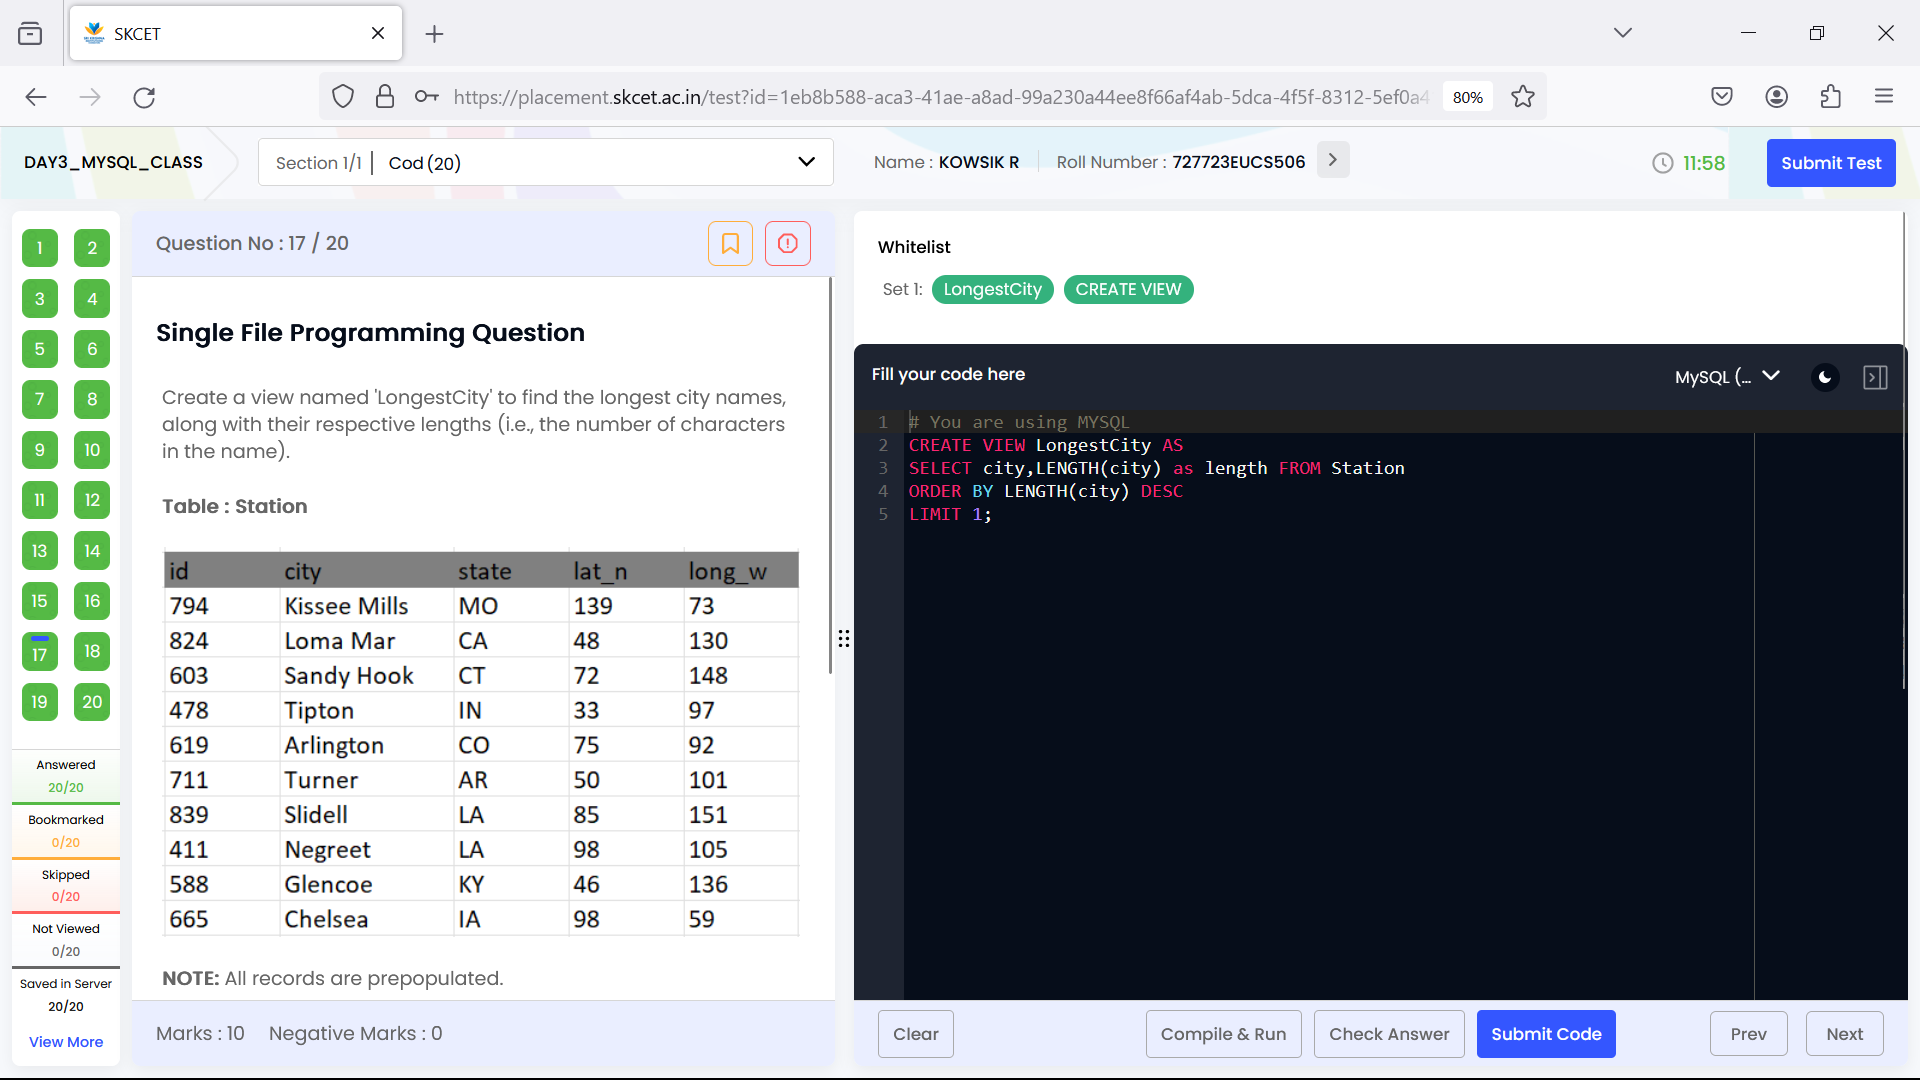 SKCET
https://placement.skcet.ac.in/test?id=1eb8b588-aca3-41ae-a8ad-99a230a44ee8f66af4ab-5dca-4f5f-8312-5ef0a4
80%
DAY3_MYSQL_CLASS
Section 1/1 | Cod (20)
Name : KOWSIK R
Roll Number : 727723EUCS506
11:58
Submit Test
1 2
3 4
5 6
7 8
9 10
11 12
13 14
15 16
17 18
19 20
Answered
20/20
Bookmarked
0/20
Skipped
0/20
Not Viewed
0/20
Saved in Server
20/20
View More
Question No : 17 / 20
Single File Programming Question
Create a view named 'LongestCity' to find the longest city names,
along with their respective lengths (i.e., the number of characters
in the name).
Table : Station
id city state lat_n long_w
794 Kissee Mills MO 139 73
824 Loma Mar CA 48 130
603 Sandy Hook CT 72 148
478 Tipton IN 33 97
619 Arlington CO 75 92
711 Turner AR 50 101
839 Slidell LA 85 151
411 Negreet LA 98 105
588 Glencoe KY 46 136
665 Chelsea IA 98 59
NOTE: All records are prepopulated.
Marks : 10 Negative Marks : 0
Whitelist
Set 1: LongestCity CREATE VIEW
Fill your code here
MySQL (...
1 # You are using MYSQL
2 CREATE VIEW LongestCity AS
3 SELECT city,LENGTH(city) as length FROM Station
4 ORDER BY LENGTH(city) DESC
5 LIMIT 1;
Clear
Compile & Run
Check Answer
Submit Code
Prev
Next